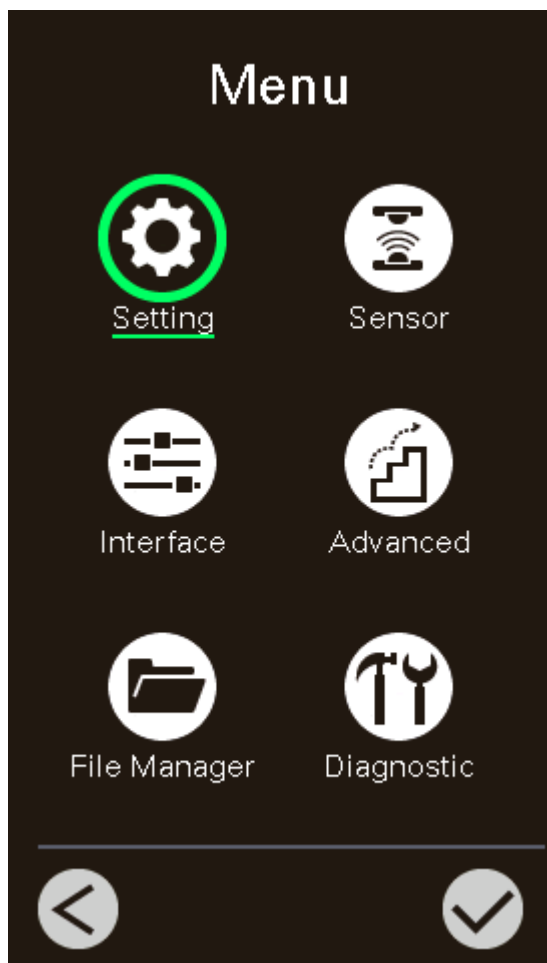 Menu
Setting
Sensor
Interface
Advanced
File Manager
Diagnostic